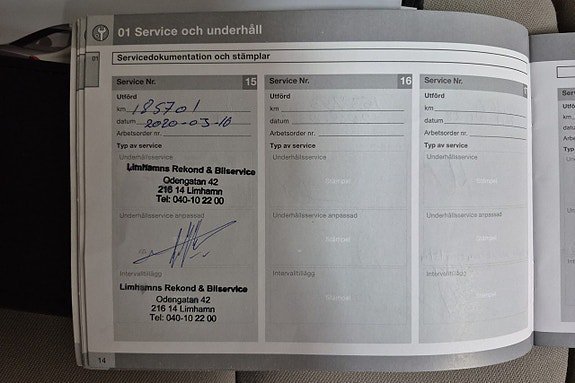 01 Service och underhåll
01
Servicedokumentation och stämplar
Service Nr. 15
Utförd
km 185701
datum 2020-03-10
Arbetsorder nr.
Typ av service
Underhållsservice
Limhamns Rekond & Bilservice
Odengatan 42
216 14 Limhamn
Tel: 040-10 22 00
Underhållsservice anpassad
Intervalltillägg
Limhamns Rekond & Bilservice
Odengatan 42
216 14 Limhamn
Tel: 040-10 22 00
Service Nr. 16
Utförd
km
datum
Arbetsorder nr.
Typ av service
Underhållsservice
Stämpel
Underhållsservice anpassad
Stämpel
Intervalltillägg
Stämpel
Service Nr.
Utförd
km
datum
Arbetsorder nr.
Typ av service
Underhållsservice
Stämpel
Underhållsservice anpassad
Stämpel
Intervalltillägg
Stämpel
14